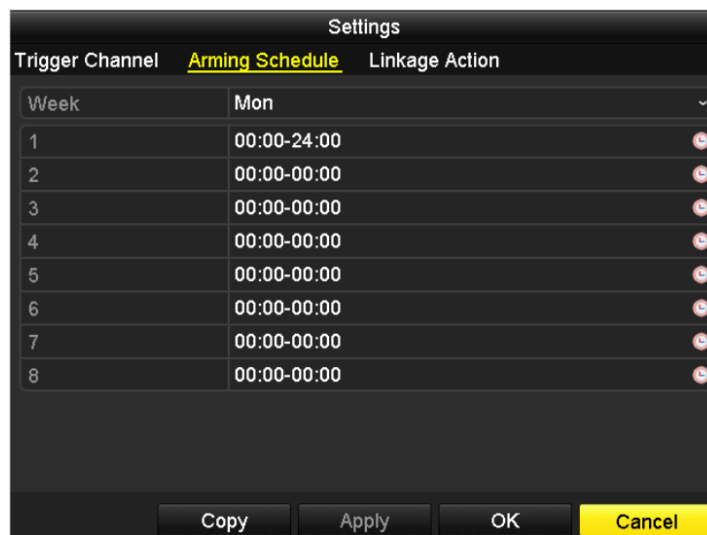 Settings
Trigger Channel Arming Schedule Linkage Action
Week Mon
1 00:00-24:00
2 00:00-00:00
3 00:00-00:00
4 00:00-00:00
5 00:00-00:00
6 00:00-00:00
7 00:00-00:00
8 00:00-00:00
Copy Apply OK Cancel